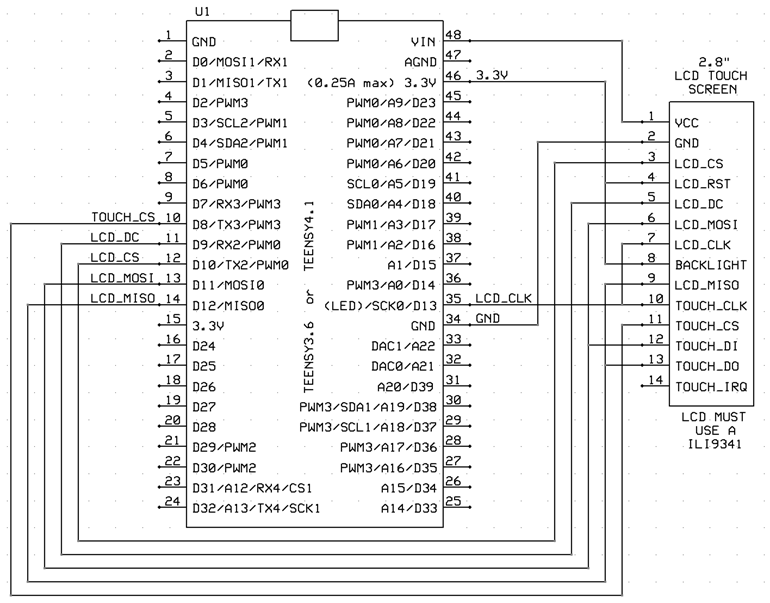 U1
1 GND
2 D0/MOSI1/RX1
3 D1/MISO1/TX1
4 D2/PWM3
5 D3/SCL2/PWM1
6 D4/SDA2/PWM1
7 D5/PWM0
8 D6/PWM0
9 D7/RX3/PWM3
TOUCH_CS 10 D8/TX3/PWM3
LCD_DC 11 D9/RX2/PWM0
LCD_CS 12 D10/TX2/PWM0
LCD_MOSI 13 D11/MOSI0
LCD_MISO 14 D12/MISO0
15 3.3V
16 D24
17 D25
18 D26
19 D27
20 D28
21 D29/PWM2
22 D30/PWM2
23 D31/A12/RX4/CS1
24 D32/A13/TX4/SCK1
TEENSY3.6 or TEENSY4.1
VIN 48
AGND 47
(0.25A max) 3.3V 46 3.3V
PWM0/A9/D23 45
PWM0/A8/D22 44
PWM0/A7/D21 43
PWM0/A6/D20 42
SCL0/A5/D19 41
SDA0/A4/D18 40
PWM1/A3/D17 39
PWM1/A2/D16 38
A1/D15 37
PWM3/A0/D14 36
(LED)/SCK0/D13 35 LCD_CLK
GND 34 GND
DAC1/A22 33
DAC0/A21 32
A20/D39 31
PWM3/SDA1/A19/D38 30
PWM3/SCL1/A18/D37 29
PWM3/A17/D36 28
PWM3/A16/D35 27
A15/D34 26
A14/D33 25
2.8"
LCD TOUCH
SCREEN
1 VCC
2 GND
3 LCD_CS
4 LCD_RST
5 LCD_DC
6 LCD_MOSI
7 LCD_CLK
8 BACKLIGHT
9 LCD_MISO
10 TOUCH_CLK
11 TOUCH_CS
12 TOUCH_DI
13 TOUCH_DO
14 TOUCH_IRQ
LCD MUST
USE A
ILI9341